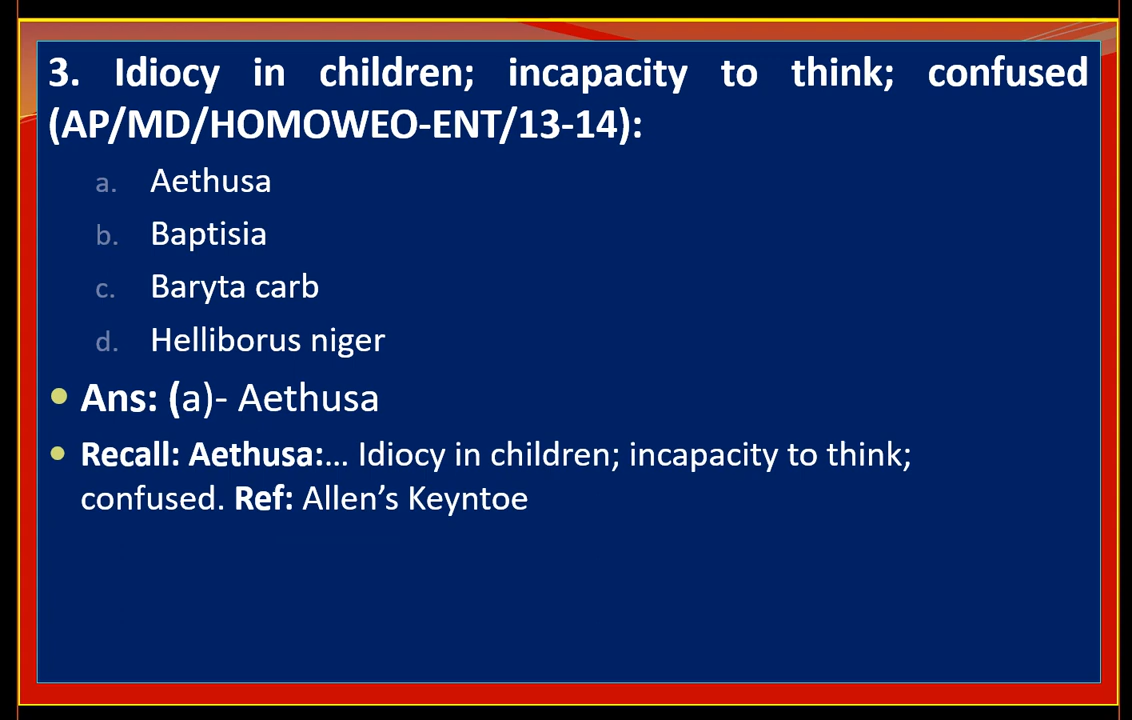 3. Idiocy in children; incapacity to think; confused
(AP/MD/HOMOWEO-ENT/13-14):
a. Aethusa
b. Baptisia
c. Baryta carb
d. Helliborus niger
• Ans: (a)- Aethusa
• Recall: Aethusa:... Idiocy in children; incapacity to think;
confused. Ref: Allen’s Keyntoe